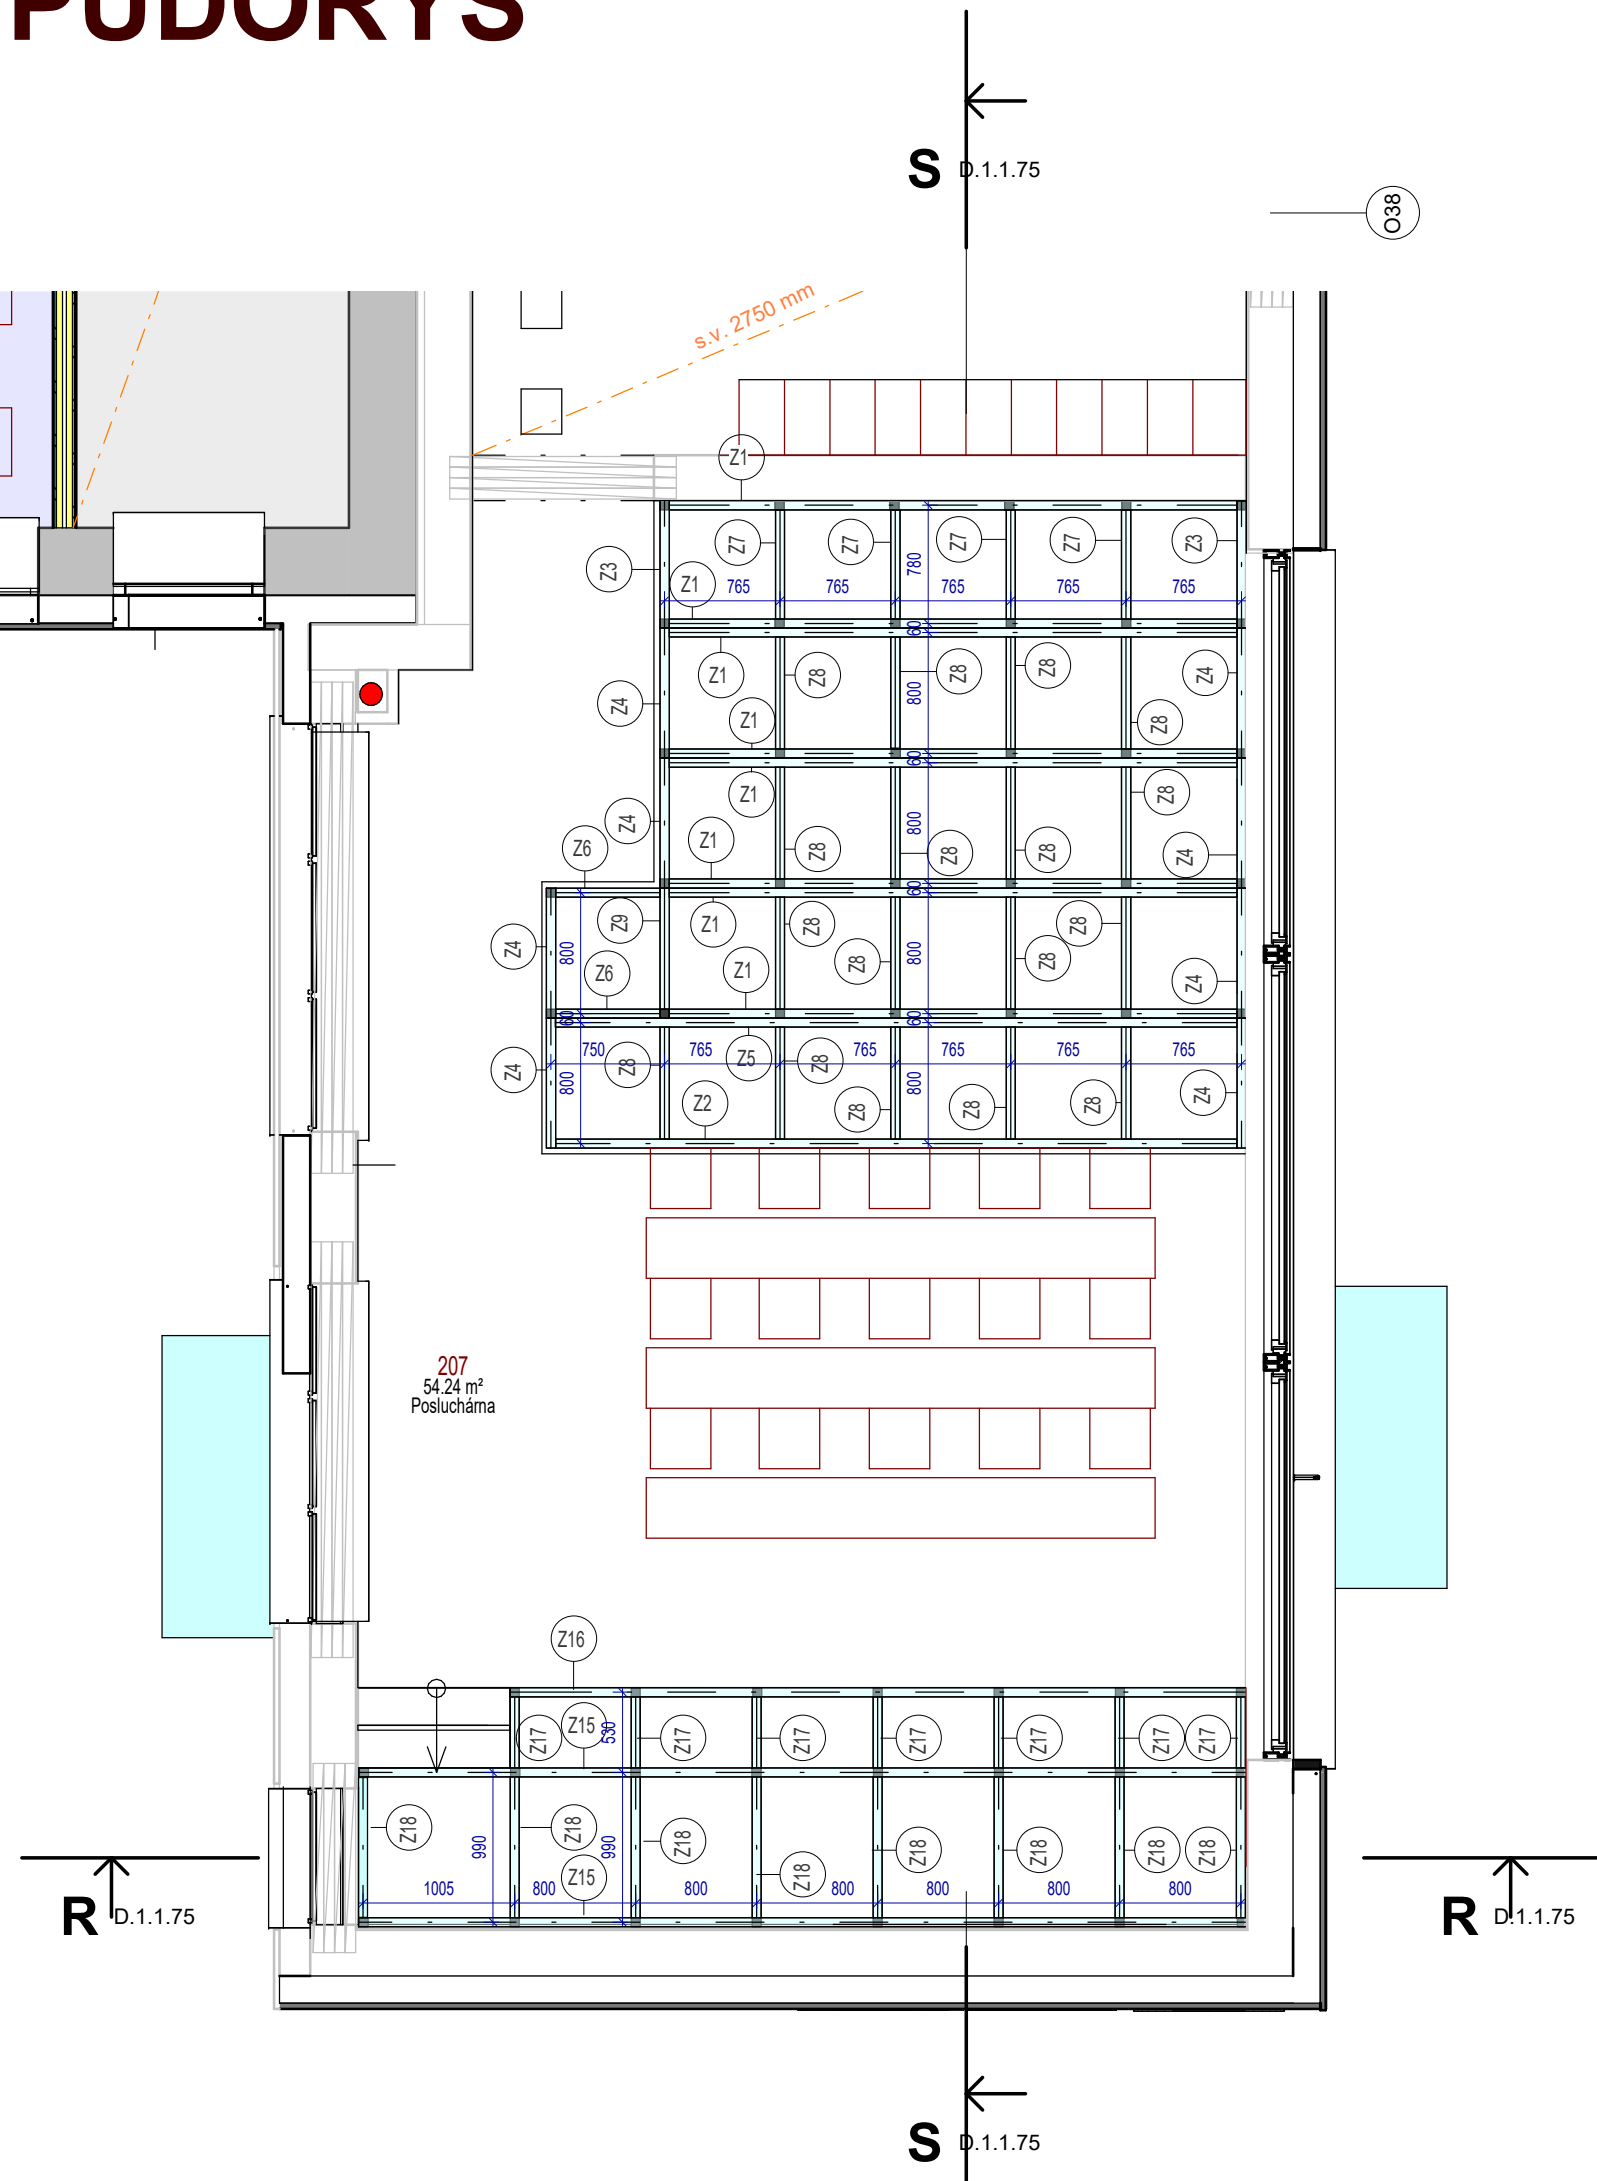 PŮDORYS
S D.1.1.75
O38
s.v. 2750 mm
Z1
Z7 Z7 Z7 Z7 Z3
Z3
780
Z1
765 765 765 765 765
60
Z1 Z8 Z8 Z8 Z4
Z4
800
Z1 Z8
60
Z1 Z8
Z4
800
Z6 Z1 Z8 Z8 Z8 Z4
60
Z9 Z1 Z8 Z8
Z4
800 800
Z6 Z1 Z8 Z8 Z4
60 60
750 765 765 765 765 765
Z4 Z8 Z5 Z8
800 800
Z2 Z8 Z8 Z8 Z4
207
54.24 m²
Posluchárna
Z16
Z17 Z15 530 Z17 Z17 Z17 Z17 Z17 Z17
Z18 990 Z18 990 Z18 Z18 Z18 Z18 Z18 Z18
Z15
1005 800 800 800 800 800 800
R D.1.1.75
R D.1.1.75
S D.1.1.75